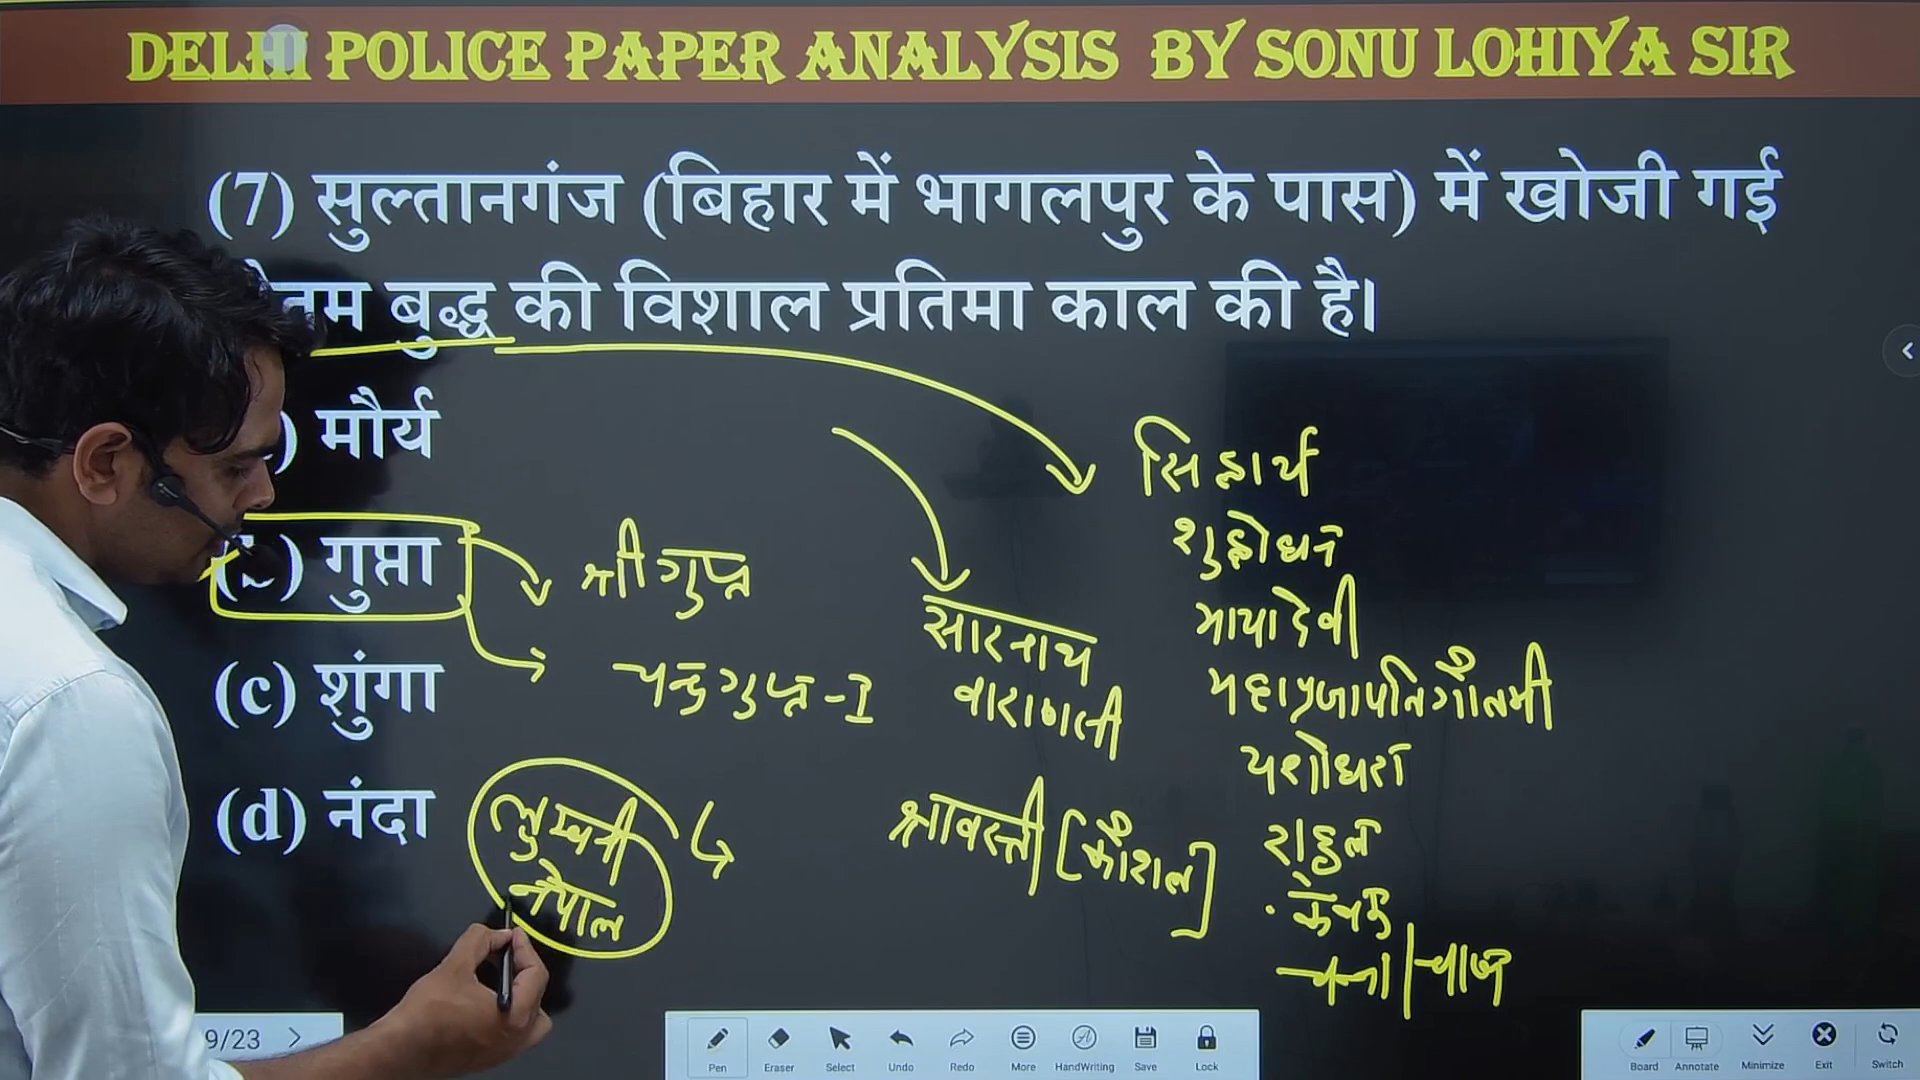 DELHI POLICE PAPER ANALYSIS BY SONU LOHIYA SIR
(7) सुल्तानगंज (बिहार में भागलपुर के पास) में खोजी गई
बुद्ध की विशाल प्रतिमा काल की है।
मौर्य
गुप्ता
(c) शुंगा
(d) नंदा
श्री गुप्त
चन्द्रगुप्त-I
लुम्बनी
नेपाल
सारनाथ
वाराणसी
श्रावस्ती [कौशल]
सिद्धार्थ
शुद्धोधन
माया देवी
महाप्रजापति गौतमी
यशोधरा
राहुल
9/23 >
Pen Eraser Select Undo Redo More HandWriting Save Lock
Board Annotate Minimize Exit Switch